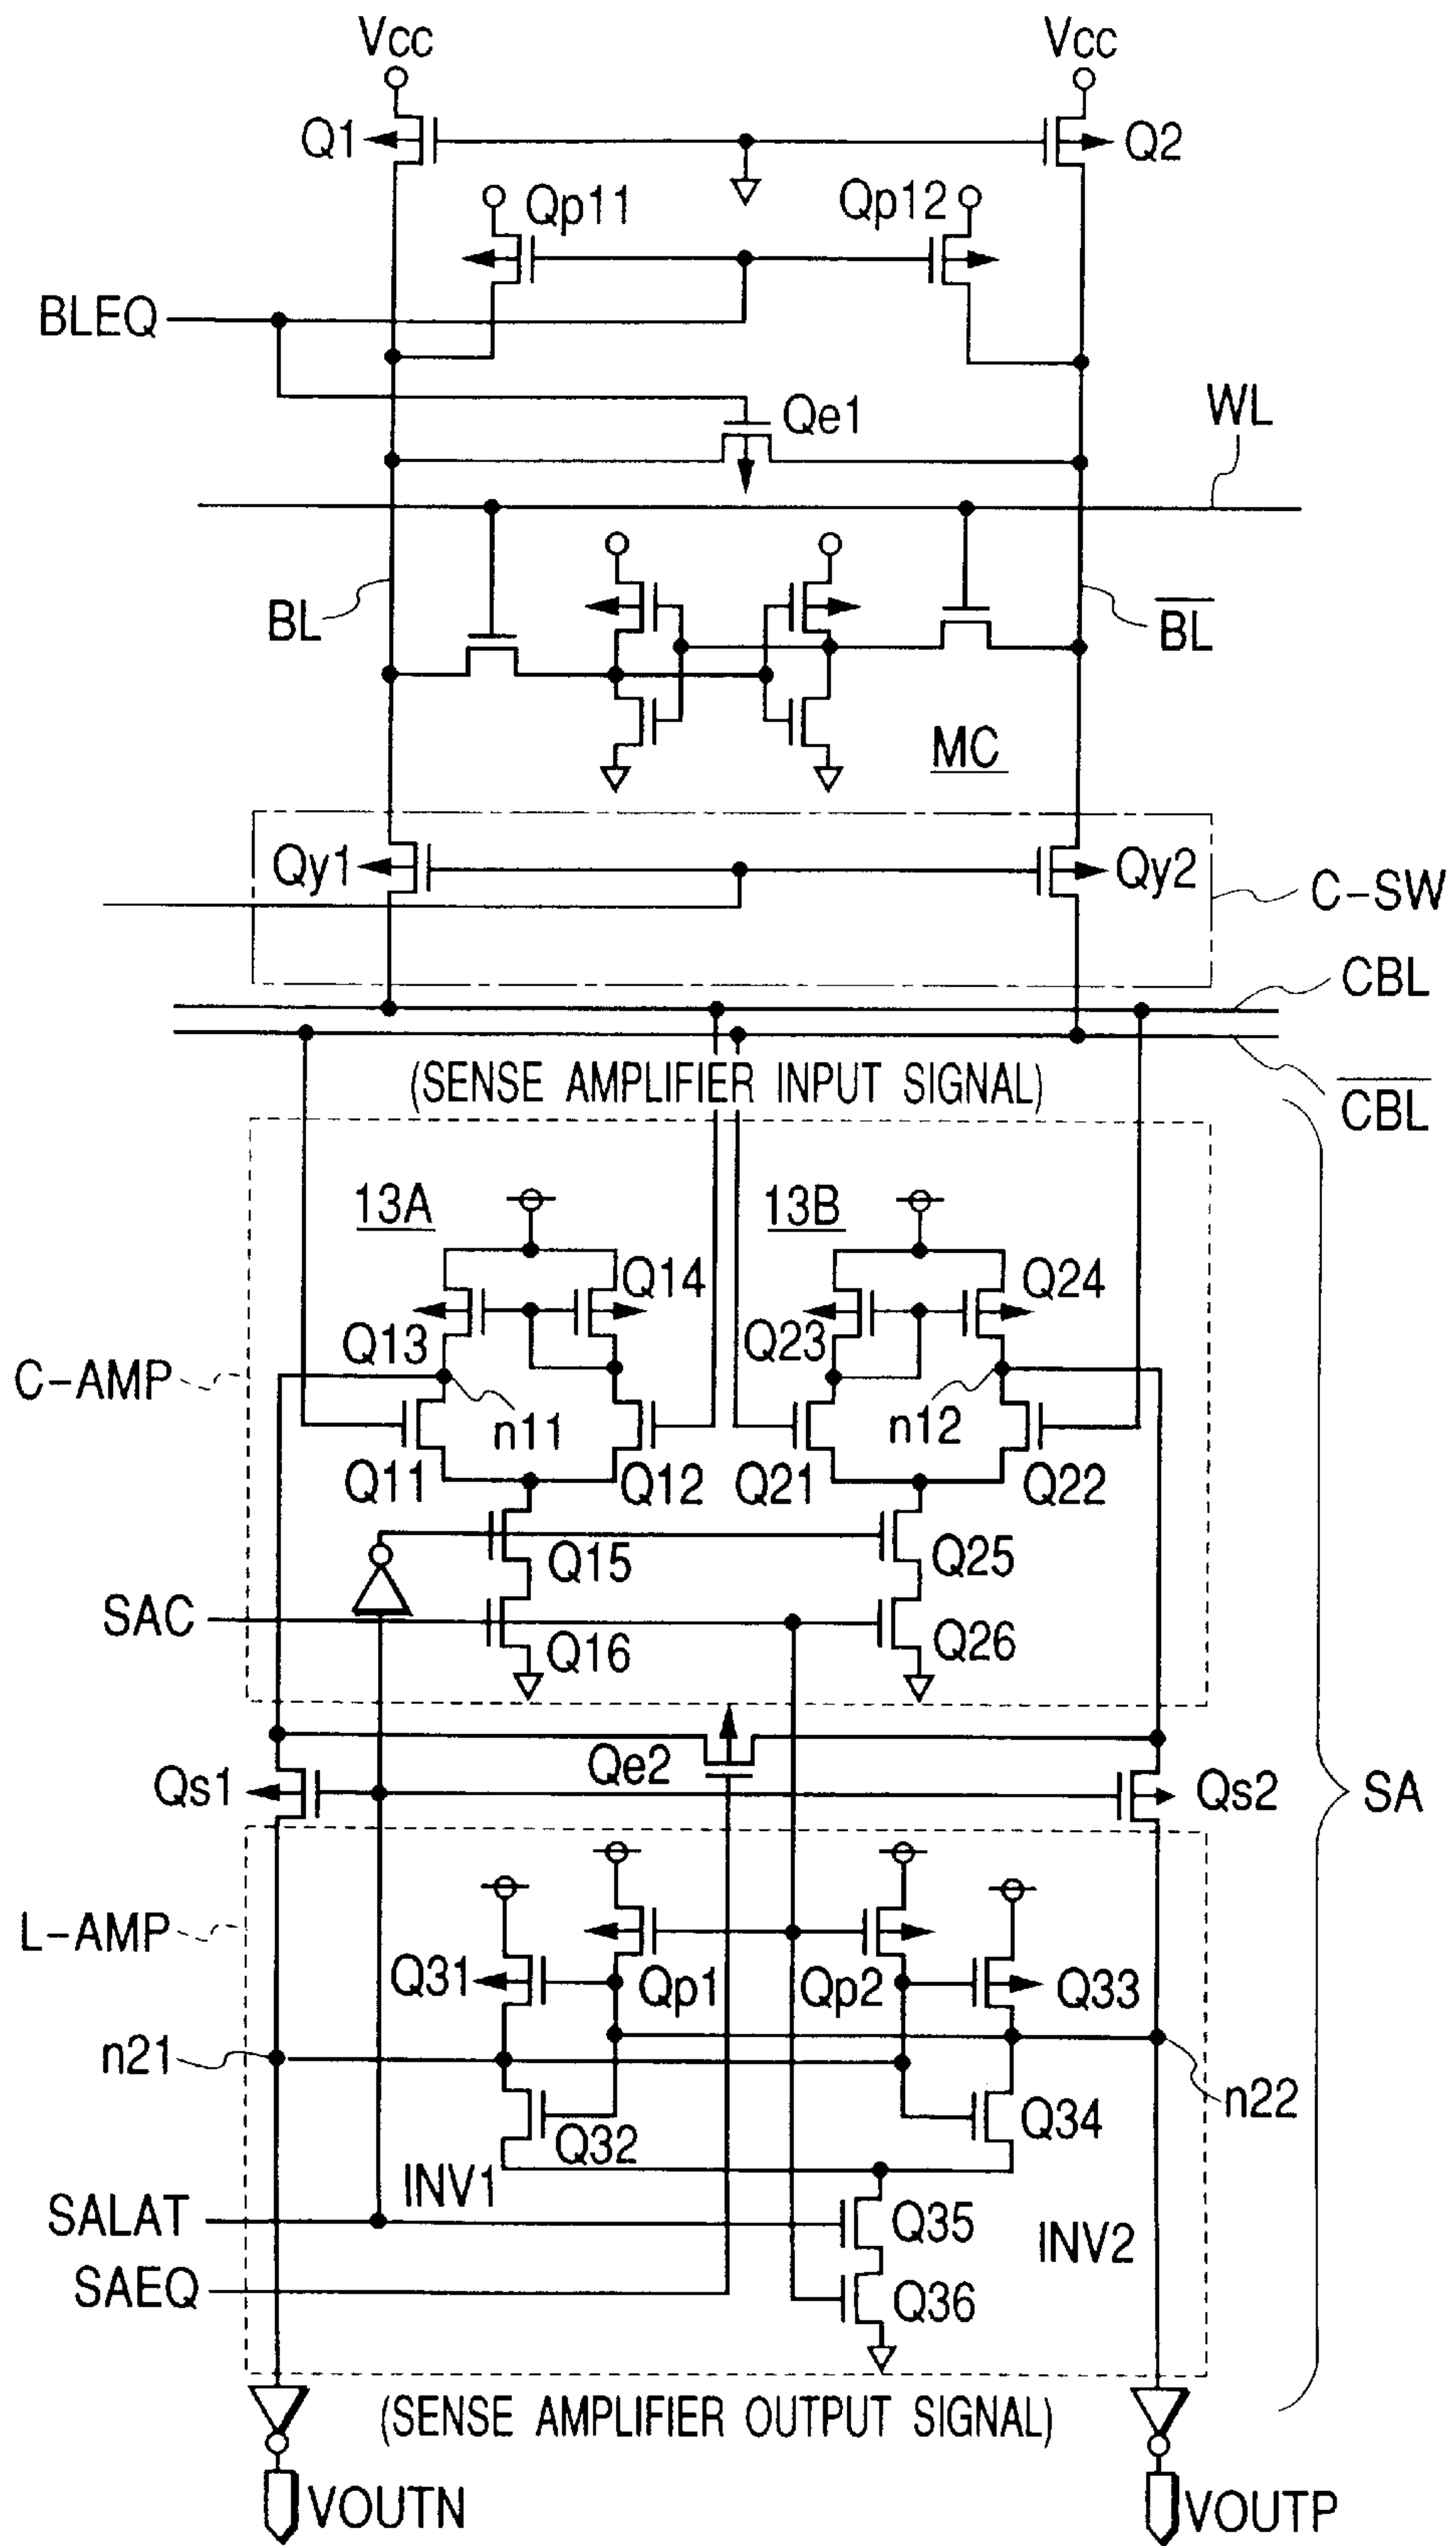 Vcc Vcc
Q1 Q2
Qp11 Qp12
BLEQ
Qe1 WL
BL B̅L̅
MC
Qy1 Qy2 C-SW
CBL
(SENSE AMPLIFIER INPUT SIGNAL)
C̅B̅L̅
13A 13B
Q14 Q24
Q13 Q23
C-AMP
n11 n12
Q11 Q12 Q21 Q22
Q15 Q25
SAC
Q16 Q26
Qs1 Qe2 Qs2 SA
L-AMP
Q31 Qp1 Qp2 Q33
n21
n22
Q32 Q34
INV1
SALAT Q35 INV2
SAEQ Q36
(SENSE AMPLIFIER OUTPUT SIGNAL)
VOUTN VOUTP